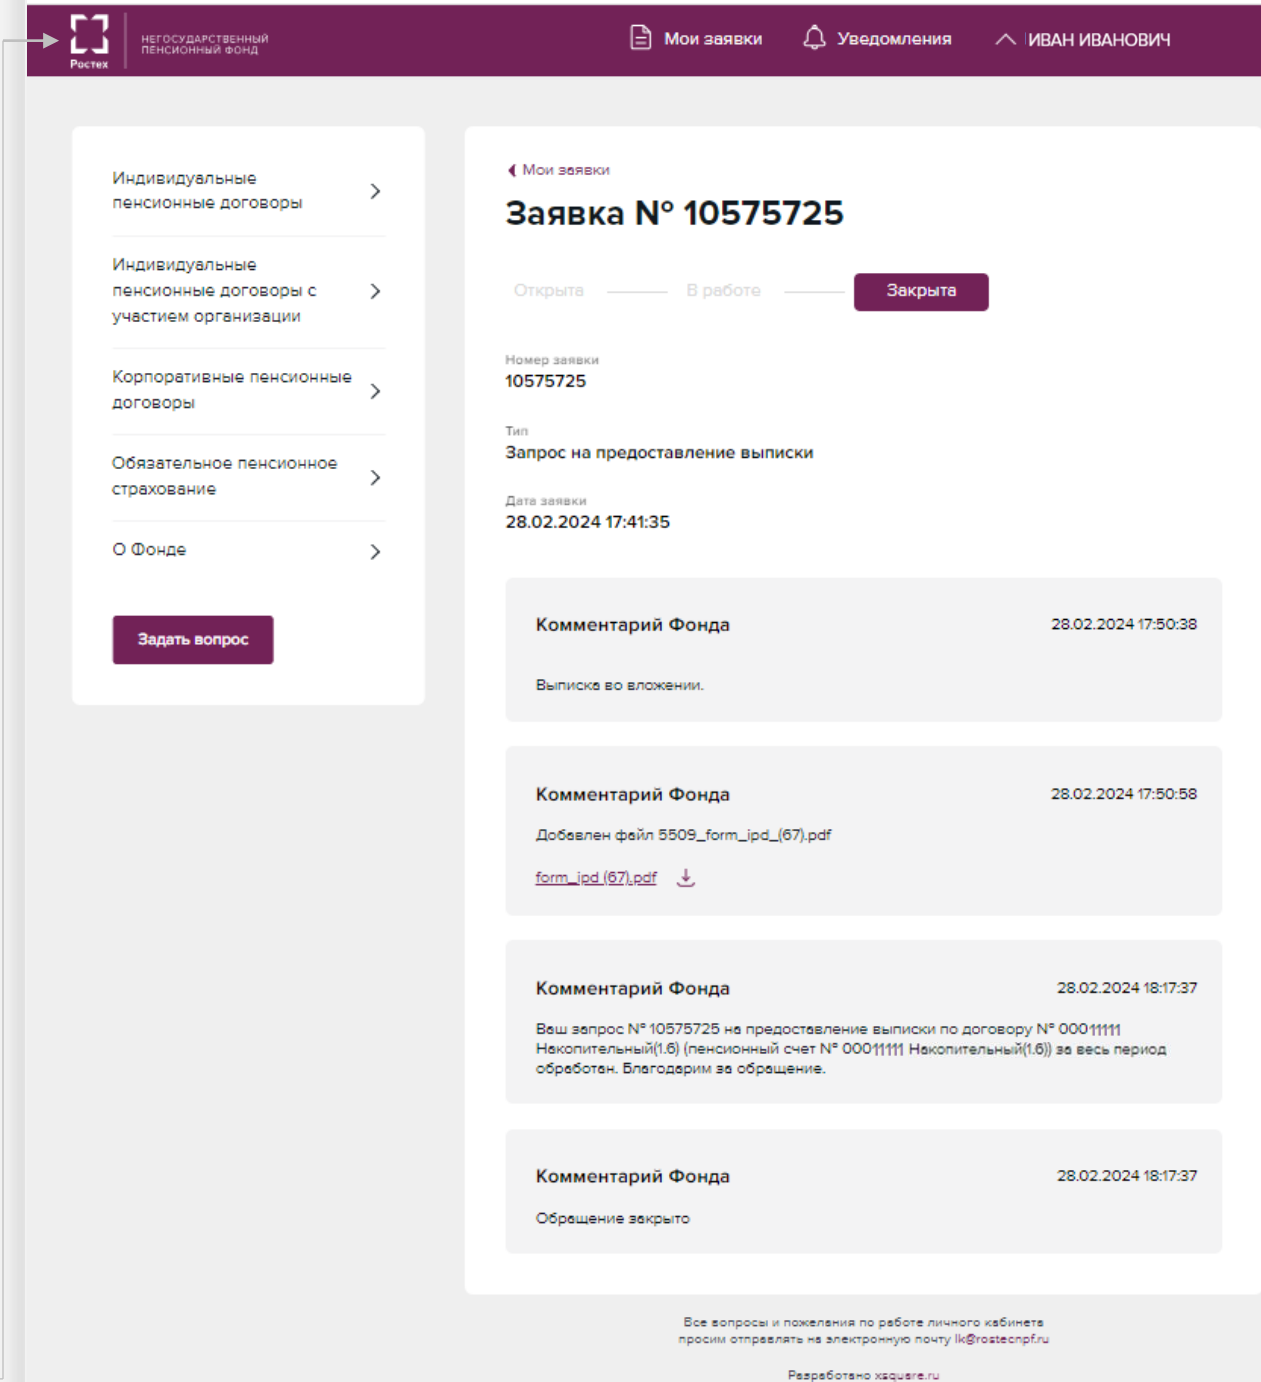 Ростех
НЕГОСУДАРСТВЕННЫЙ
ПЕНСИОННЫЙ ФОНД
Мои заявки
Уведомления
ИВАН ИВАНОВИЧ
Индивидуальные
пенсионные договоры
Индивидуальные
пенсионные договоры с
участием организации
Корпоративные пенсионные
договоры
Обязательное пенсионное
страхование
О Фонде
Задать вопрос
Мои заявки
Заявка № 10575725
Открыта
В работе
Закрыта
Номер заявки
10575725
Тип
Запрос на предоставление выписки
Дата заявки
28.02.2024 17:41:35
Комментарий Фонда
28.02.2024 17:50:38
Выписка во вложении.
Комментарий Фонда
28.02.2024 17:50:58
Добавлен файл 5509_form_ipd_(67).pdf
form_ipd (67).pdf
Комментарий Фонда
28.02.2024 18:17:37
Ваш запрос № 10575725 на предоставление выписки по договору № 00011111
Накопительный(1.6) (пенсионный счет № 00011111 Накопительный(1.6)) за весь период
обработан. Благодарим за обращение.
Комментарий Фонда
28.02.2024 18:17:37
Обращение закрыто
Все вопросы и пожелания по работе личного кабинета
просим отправлять на электронную почту lk@rostecnpf.ru
Разработано xsquare.ru